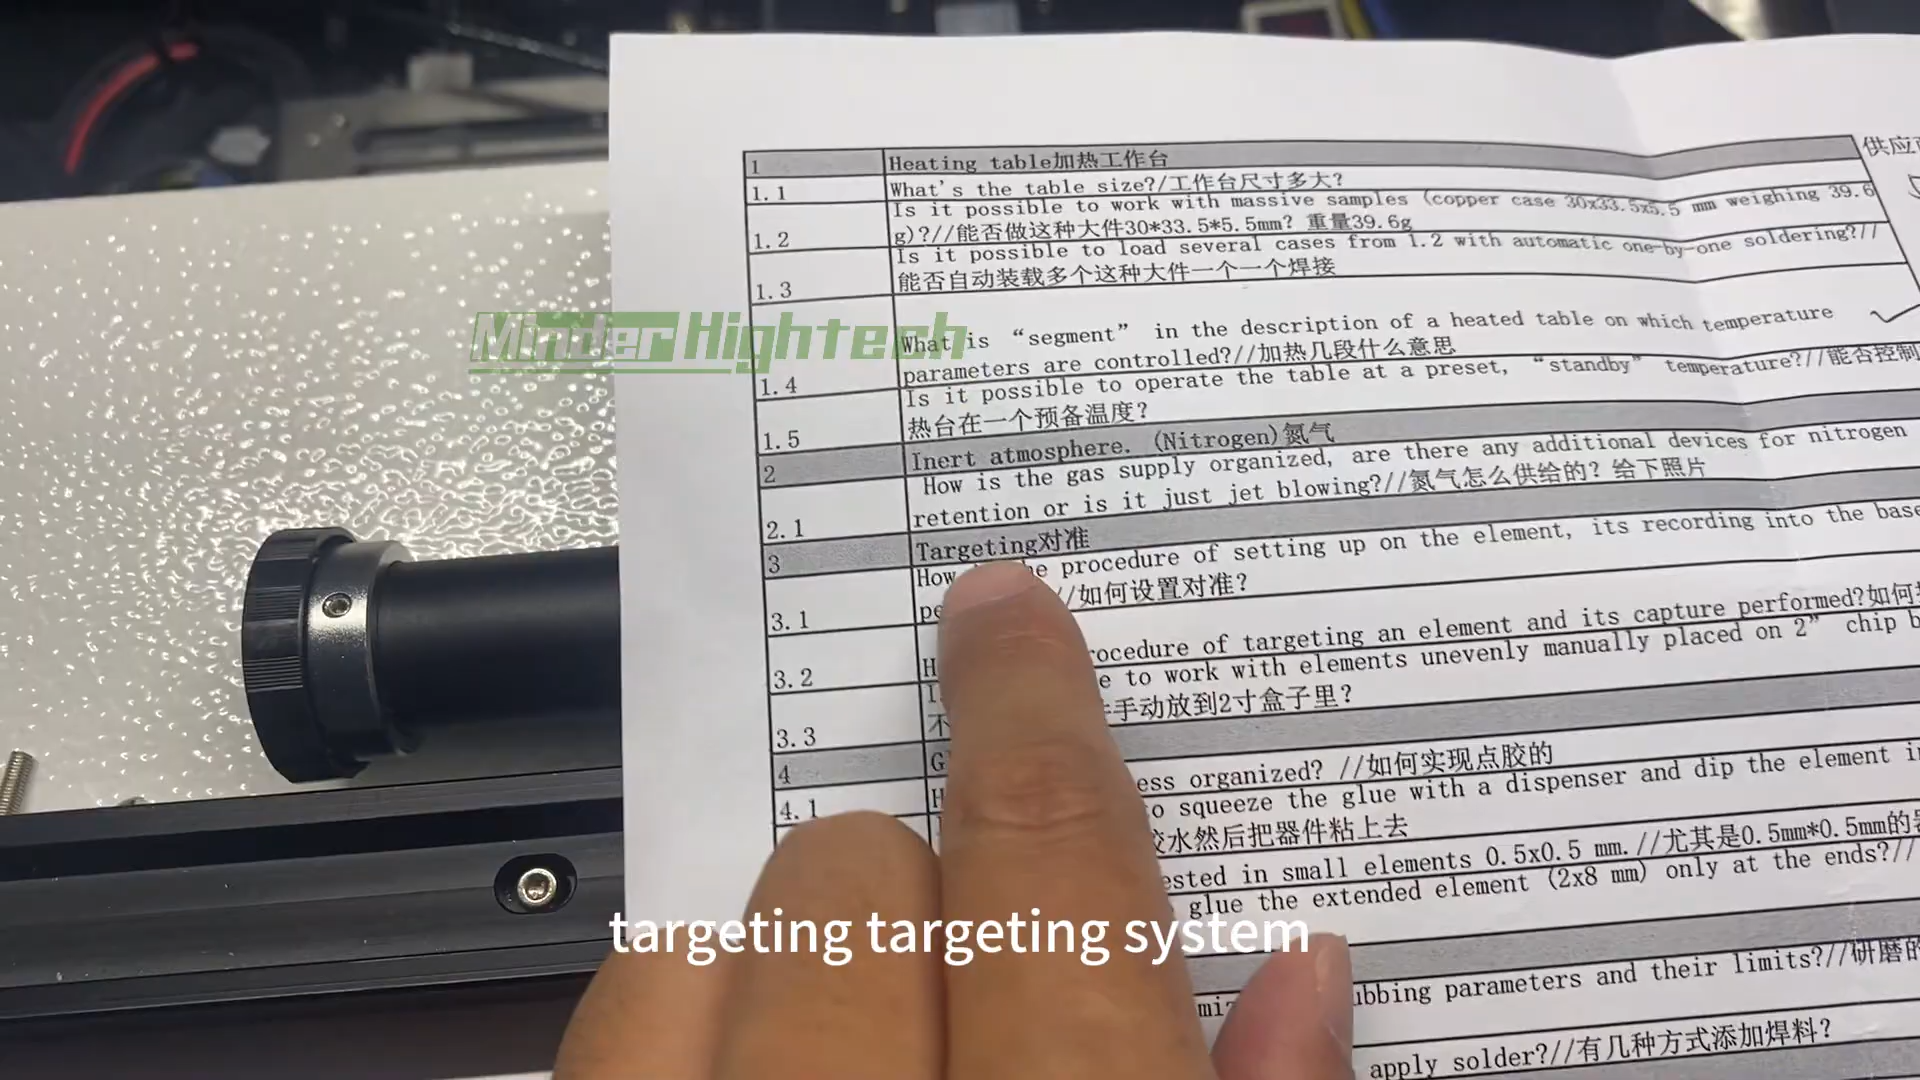 供应
1 Heating table加热工作台
1.1 What's the table size?/工作台尺寸多大?
Is it possible to work with massive samples (copper case 30x33.5x5.5 mm weighing 39.6
1.2 g)?//能否做这种大件30*33.5*5.5mm? 重量39.6g
Is it possible to load several cases from 1.2 with automatic one-by-one soldering?//
1.3 能否自动装载多个这种大件一个一个焊接
Minder Hightech
What is “segment” in the description of a heated table on which temperature
1.4 parameters are controlled?//加热几段什么意思
Is it possible to operate the table at a preset, “standby” temperature?//能否控制
1.5 热台在一个预备温度?
2 Inert atmosphere. (Nitrogen)氮气
How is the gas supply organized, are there any additional devices for nitrogen
2.1 retention or is it just jet blowing?//氮气怎么供给的? 给下照片
3 Targeting对准
How procedure of setting up on the element, its recording into the base
3.1 //如何设置对准?
3.2 procedure of targeting an element and its capture performed?如何
to work with elements unevenly manually placed on 2” chip
3.3 不 手动放到2寸盒子里?
4
4.1 organized? //如何实现点胶的
to squeeze the glue with a dispenser and dip the element
胶水然后把器件粘上去
in small elements 0.5x0.5 mm.//尤其是0.5mm*0.5mm的
glue the extended element (2x8 mm) only at the ends?//
targeting targeting system
parameters and their limits?//研磨的
apply solder?//有几种方式添加焊料?